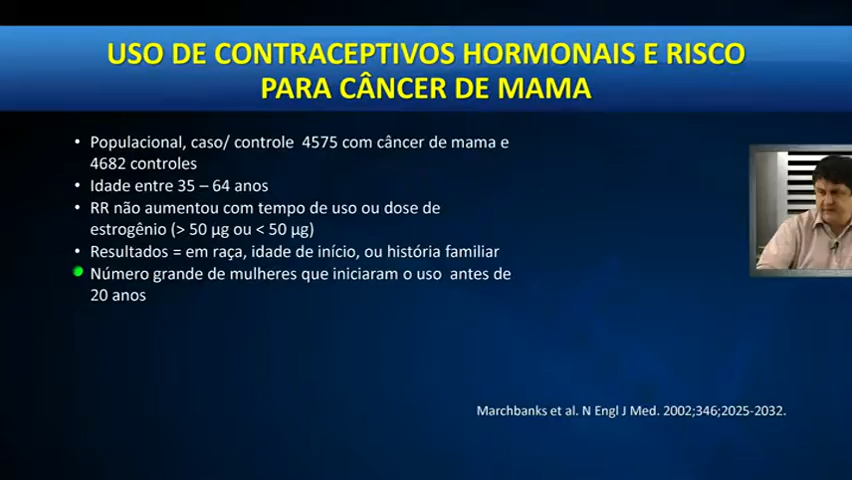 USO DE CONTRACEPTIVOS HORMONAIS E RISCO
PARA CÂNCER DE MAMA
• Populacional, caso/ controle 4575 com câncer de mama e
4682 controles
• Idade entre 35 – 64 anos
• RR não aumentou com tempo de uso ou dose de
estrogênio (> 50 µg ou < 50 µg)
• Resultados = em raça, idade de início, ou história familiar
• Número grande de mulheres que iniciaram o uso antes de
20 anos
Marchbanks et al. N Engl J Med. 2002;346;2025-2032.